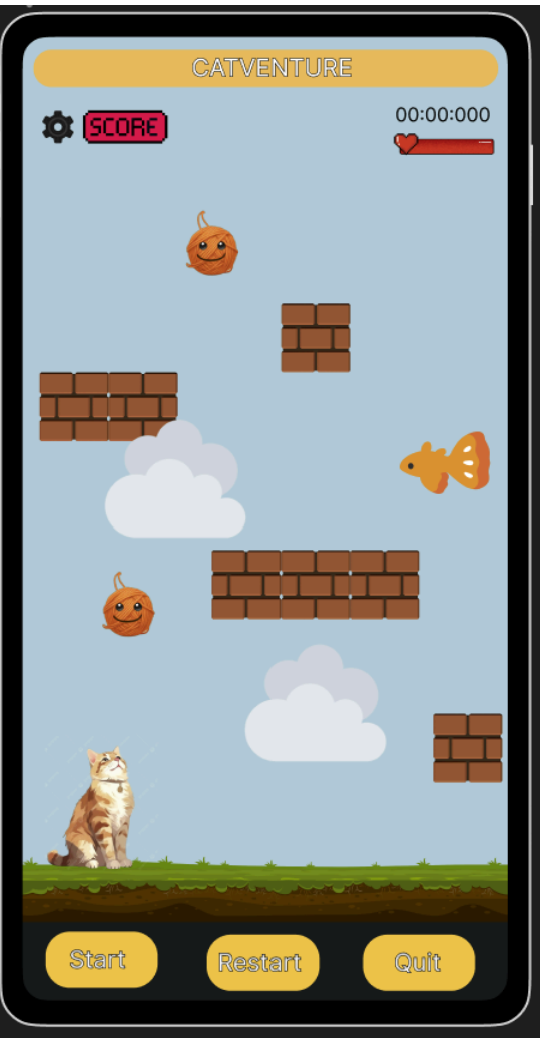 CATVENTURE
SCORE
00:00:000
Start
Restart
Quit